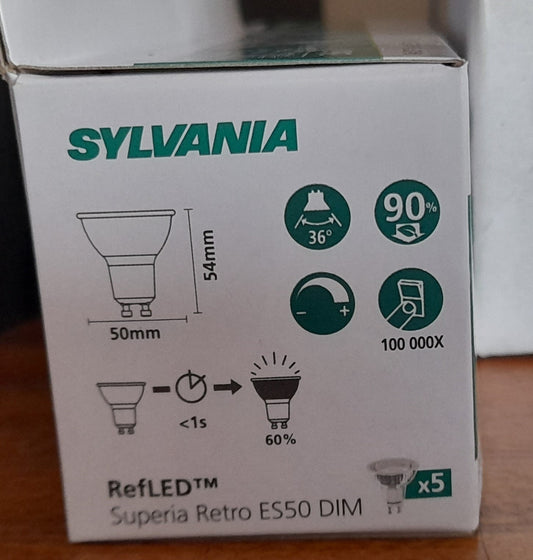 SYLVANIA
36°
90%
54mm
50mm
- +
100 000X
<1s
60%
RefLED™
Superia Retro ES50 DIM
x5